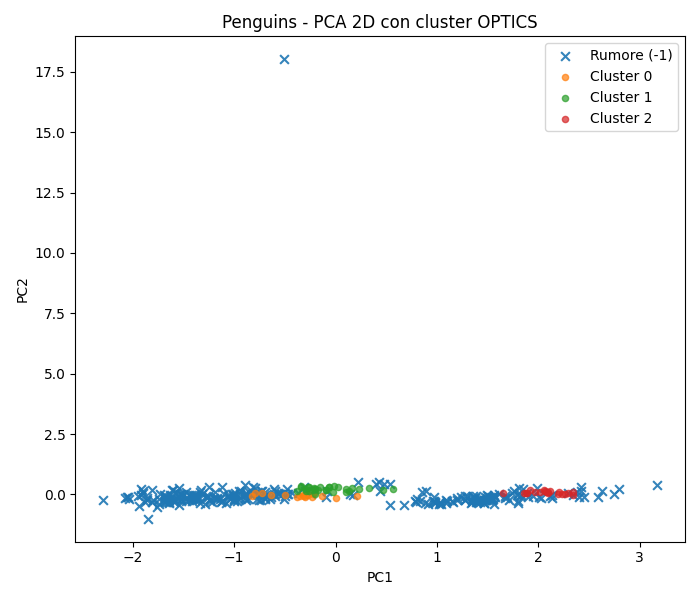 Penguins - PCA 2D con cluster OPTICS
Rumore (-1)
Cluster 0
Cluster 1
Cluster 2
17.5
15.0
12.5
10.0
7.5
5.0
2.5
0.0
PC2
−2
−1
0
1
2
3
PC1